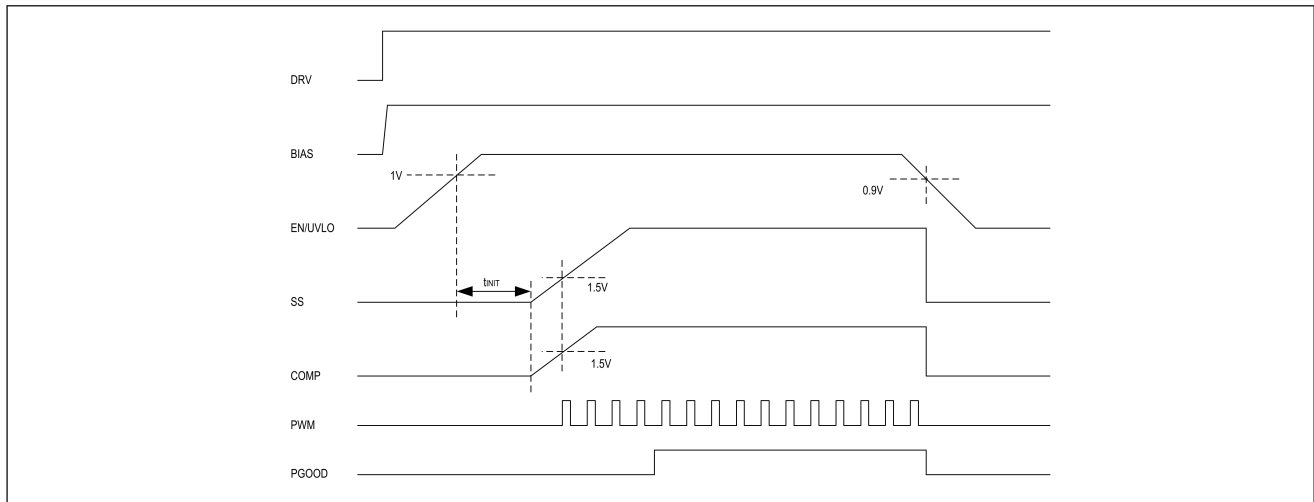 DRV
BIAS
1V
0.9V
EN/UVLO
tINIT
1.5V
SS
1.5V
COMP
PWM
PGOOD